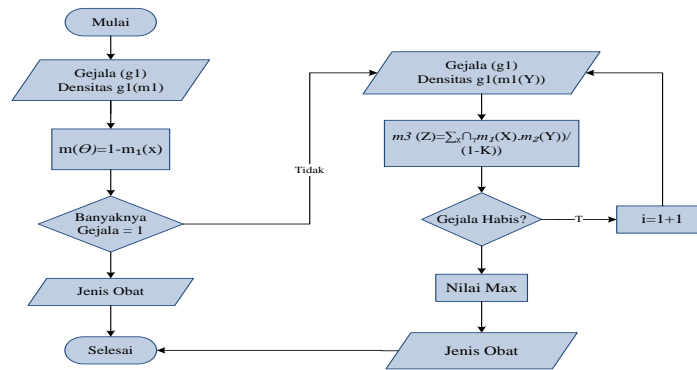 Mulai
Gejala (g1)
Densitas g1(m1)
m(Θ)=1-m₁(x)
Banyaknya
Gejala = 1
Jenis Obat
Selesai
Tidak
Gejala (g1)
Densitas g1(m1(Y))
m3 (Z)=∑ₓ∩ᵧm₁(X).m₂(Y))/
(1-K))
Gejala Habis?
T
i=1+1
Nilai Max
Jenis Obat